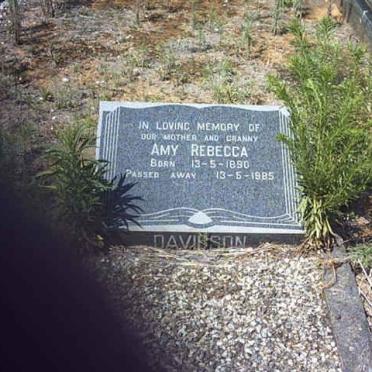 IN LOVING MEMORY OF
OUR MOTHER AND GRANNY
AMY REBECCA
BORN 13-5-1890
PASSED AWAY 13-5-1985
DAVIDSON